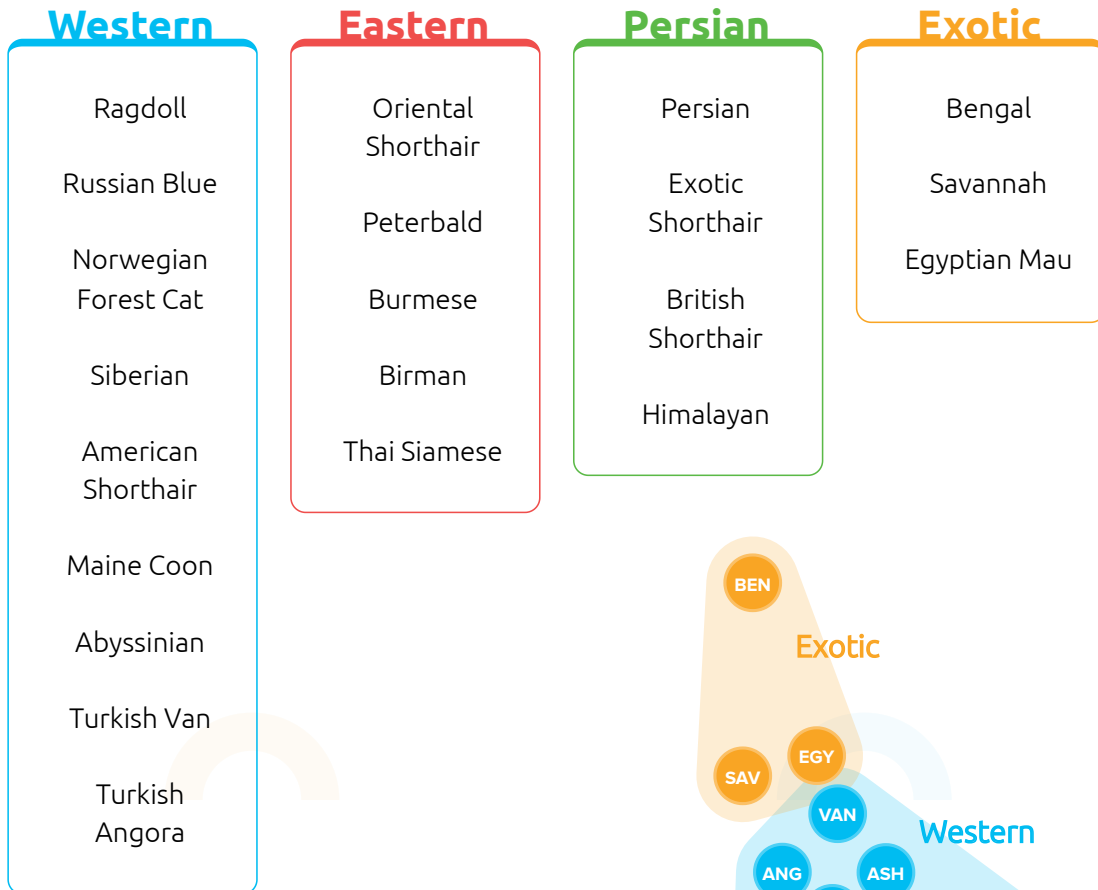 Western
Ragdoll
Russian Blue
Norwegian
Forest Cat
Siberian
American
Shorthair
Maine Coon
Abyssinian
Turkish Van
Turkish
Angora
Eastern
Oriental
Shorthair
Peterbald
Burmese
Birman
Thai Siamese
Persian
Persian
Exotic
Shorthair
British
Shorthair
Himalayan
Exotic
Bengal
Savannah
Egyptian Mau
BEN
Exotic
EGY
SAV
VAN
Western
ANG
ASH